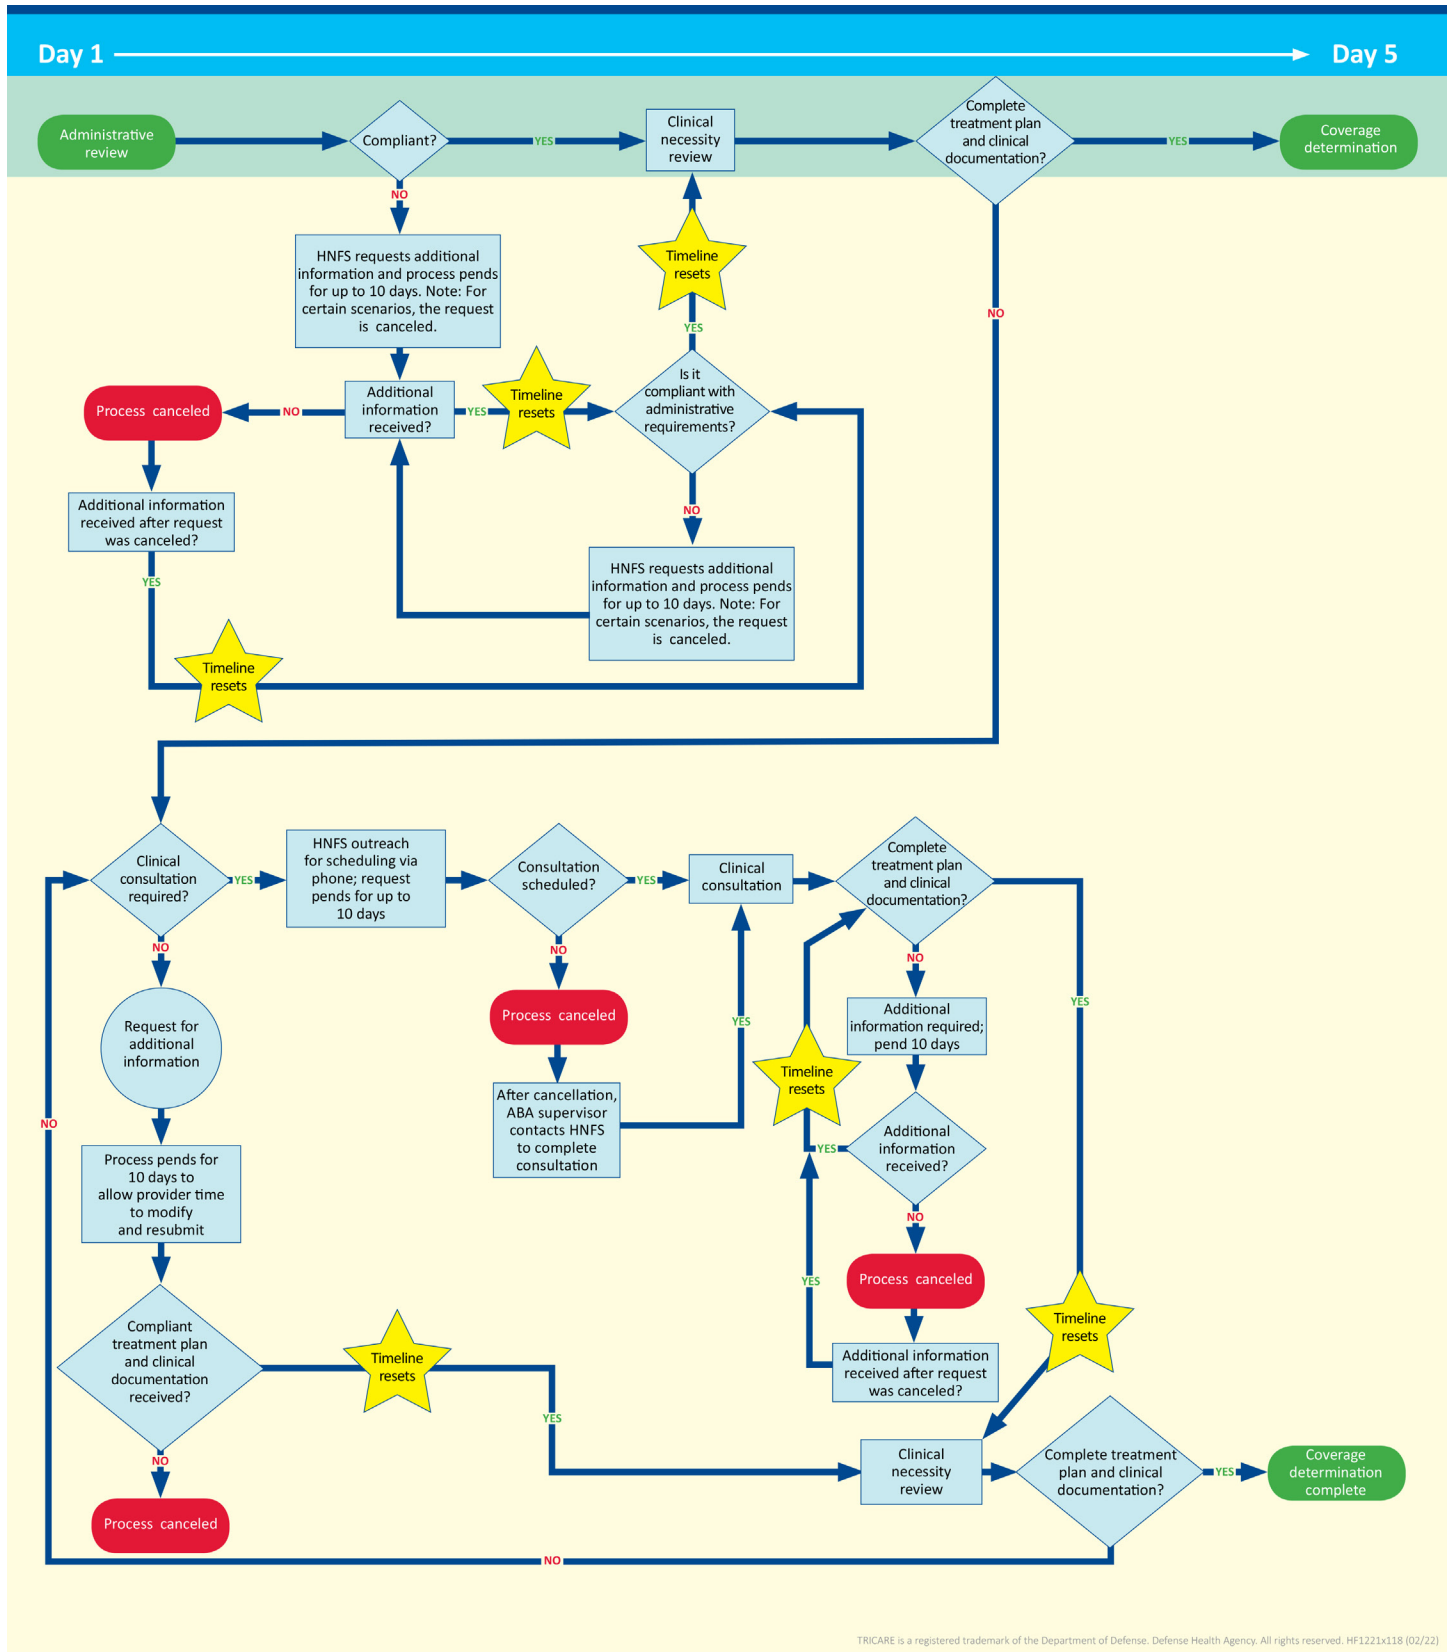 Day 1
Day 5
Administrative
review
Compliant?
YES
Clinical
necessity
review
Complete
treatment plan
and clinical
documentation?
YES
Coverage
determination
NO
HNFS requests additional
information and process pends
for up to 10 days. Note: For
certain scenarios, the request
is canceled.
Timeline
resets
YES
NO
Process canceled
NO
Additional
information
received?
YES
Timeline
resets
Is it
compliant with
administrative
requirements?
Additional information
received after request
was canceled?
NO
YES
HNFS requests additional
information and process pends
for up to 10 days. Note: For
certain scenarios, the request
is canceled.
Timeline
resets
Clinical
consultation
required?
YES
HNFS outreach
for scheduling via
phone; request
pends for up to
10 days
Consultation
scheduled?
YES
Clinical
consultation
Complete
treatment plan
and clinical
documentation?
NO
NO
NO
Request for
additional
information
Process canceled
YES
Additional
information required;
pend 10 days
YES
Timeline
resets
After cancellation,
ABA supervisor
contacts HNFS
to complete
consultation
NO
Process pends for
10 days to
allow provider time
to modify
and resubmit
YES
Additional
information
received?
NO
YES
Process canceled
Timeline
resets
Compliant
treatment plan
and clinical
documentation
received?
Timeline
resets
Additional information
received after request
was canceled?
YES
NO
Process canceled
Clinical
necessity
review
Complete treatment
plan and clinical
documentation?
YES
Coverage
determination
complete
NO
TRICARE is a registered trademark of the Department of Defense. Defense Health Agency. All rights reserved. HF1221x118 (02/22)